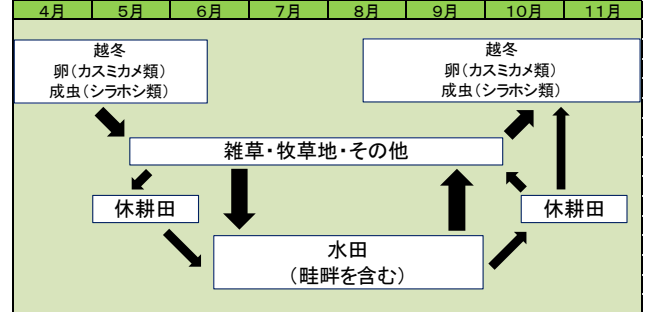 4月 5月 6月 7月 8月 9月 10月 11月
越冬
卵(カスミカメ類)
成虫(シラホシ類)
越冬
卵(カスミカメ類)
成虫(シラホシ類)
雑草・牧草地・その他
休耕田
休耕田
水田
(畦畔を含む)